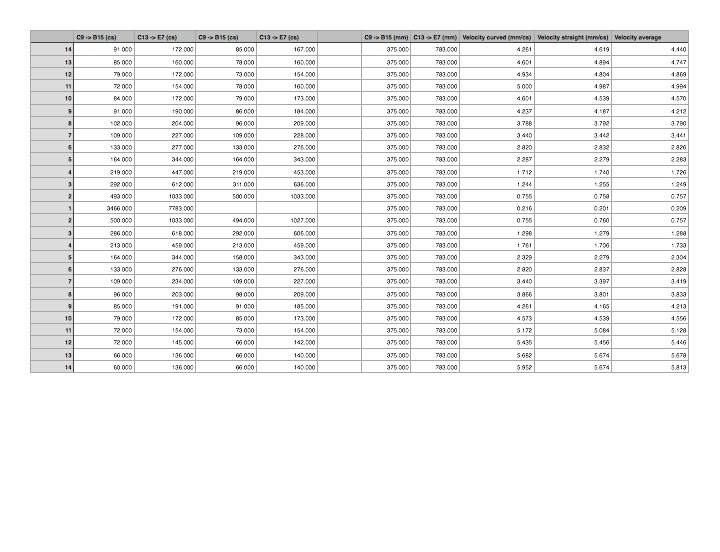 C9 -> B15 (cs) C13 -> E7 (cs) C9 -> B15 (cs) C13 -> E7 (cs) C9 -> B15 (mm) C13 -> E7 (mm) Velocity curved (mm/cs) Velocity straight (mm/cs) Velocity average
14 91.000 172.000 85.000 167.000 375.000 783.000 4.261 4.619 4.440
13 85.000 160.000 78.000 160.000 375.000 783.000 4.601 4.894 4.747
12 79.000 172.000 73.000 154.000 375.000 783.000 4.934 4.804 4.869
11 72.000 154.000 78.000 160.000 375.000 783.000 5.000 4.987 4.994
10 84.000 172.000 79.000 173.000 375.000 783.000 4.601 4.539 4.570
9 91.000 190.000 86.000 184.000 375.000 783.000 4.237 4.187 4.212
8 102.000 204.000 96.000 209.000 375.000 783.000 3.788 3.792 3.790
7 109.000 227.000 109.000 228.000 375.000 783.000 3.440 3.442 3.441
6 133.000 277.000 133.000 276.000 375.000 783.000 2.820 2.832 2.826
5 164.000 344.000 164.000 343.000 375.000 783.000 2.287 2.279 2.283
4 219.000 447.000 219.000 453.000 375.000 783.000 1.712 1.740 1.726
3 292.000 612.000 311.000 636.000 375.000 783.000 1.244 1.255 1.249
2 493.000 1033.000 500.000 1033.000 375.000 783.000 0.755 0.758 0.757
1 3466.000 7783.000 375.000 783.000 0.216 0.201 0.209
2 500.000 1033.000 494.000 1027.000 375.000 783.000 0.755 0.760 0.757
3 286.000 618.000 292.000 606.000 375.000 783.000 1.298 1.279 1.288
4 213.000 459.000 213.000 459.000 375.000 783.000 1.761 1.706 1.733
5 164.000 344.000 158.000 343.000 375.000 783.000 2.329 2.279 2.304
6 133.000 276.000 133.000 276.000 375.000 783.000 2.820 2.837 2.828
7 109.000 234.000 109.000 227.000 375.000 783.000 3.440 3.397 3.419
8 96.000 203.000 98.000 209.000 375.000 783.000 3.866 3.801 3.833
9 85.000 191.000 91.000 185.000 375.000 783.000 4.261 4.165 4.213
10 79.000 172.000 85.000 173.000 375.000 783.000 4.573 4.539 4.556
11 72.000 154.000 73.000 154.000 375.000 783.000 5.172 5.084 5.128
12 72.000 145.000 66.000 142.000 375.000 783.000 5.435 5.456 5.446
13 66.000 136.000 66.000 140.000 375.000 783.000 5.682 5.674 5.678
14 60.000 136.000 66.000 140.000 375.000 783.000 5.952 5.674 5.813